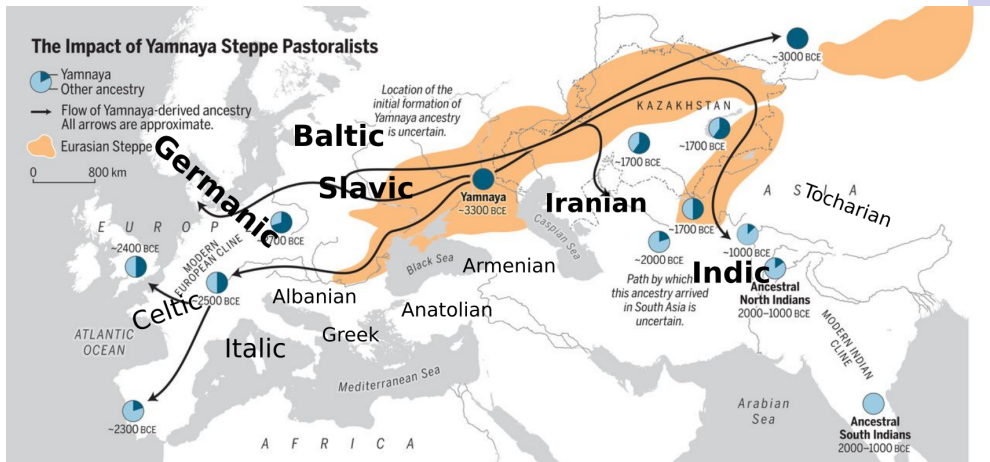 The Impact of Yamnaya Steppe Pastoralists
Yamnaya
Other ancestry
Flow of Yamnaya-derived ancestry
All arrows are approximate.
Eurasian Steppe
0 800 km
Location of the
initial formation of
Yamnaya ancestry
is uncertain.
~3000 BCE
KAZAKHSTAN
Baltic
Germanic
Slavic
~1700 BCE
~1700 BCE
Yamnaya
~3300 BCE
Iranian
ASIA
Tocharian
EUROP
~2400 BCE
MODERN
EUROPEAN CLINE
700 BCE
~1700 BCE
Caspian Sea
Black Sea
Armenian
~2000 BCE
~1000 BCE
Indic
Path by which
this ancestry arrived
in South Asia is
uncertain.
Ancestral
North Indians
2000–1000 BCE
Celtic
2500 BCE
Albanian
Anatolian
Greek
Italic
ATLANTIC
OCEAN
MODERN INDIAN
CLINE
Mediterranean Sea
Arabian
Sea
~2300 BCE
AFRICA
Ancestral
South Indians
2000–1000 BCE